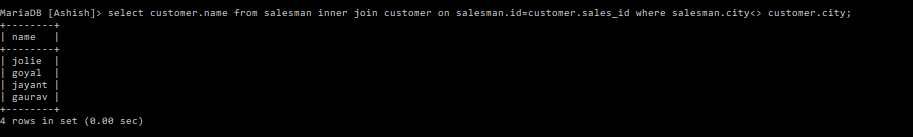 MariaDB [Ashish]> select customer.name from salesman inner join customer on salesman.id=customer.sales_id where salesman.city<> customer.city;
+--------+
| name   |
+--------+
| jolie  |
| goyal  |
| jayant |
| gaurav |
+--------+
4 rows in set (0.00 sec)